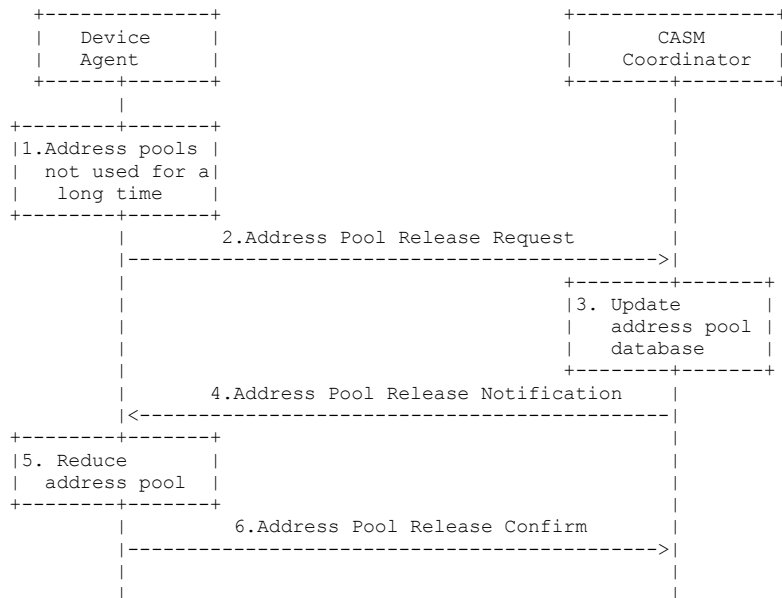 Device
Agent
CASM
Coordinator
1.Address pools
not used for a
long time
2.Address Pool Release Request
3. Update
address pool
database
4.Address Pool Release Notification
5. Reduce
address pool
6.Address Pool Release Confirm